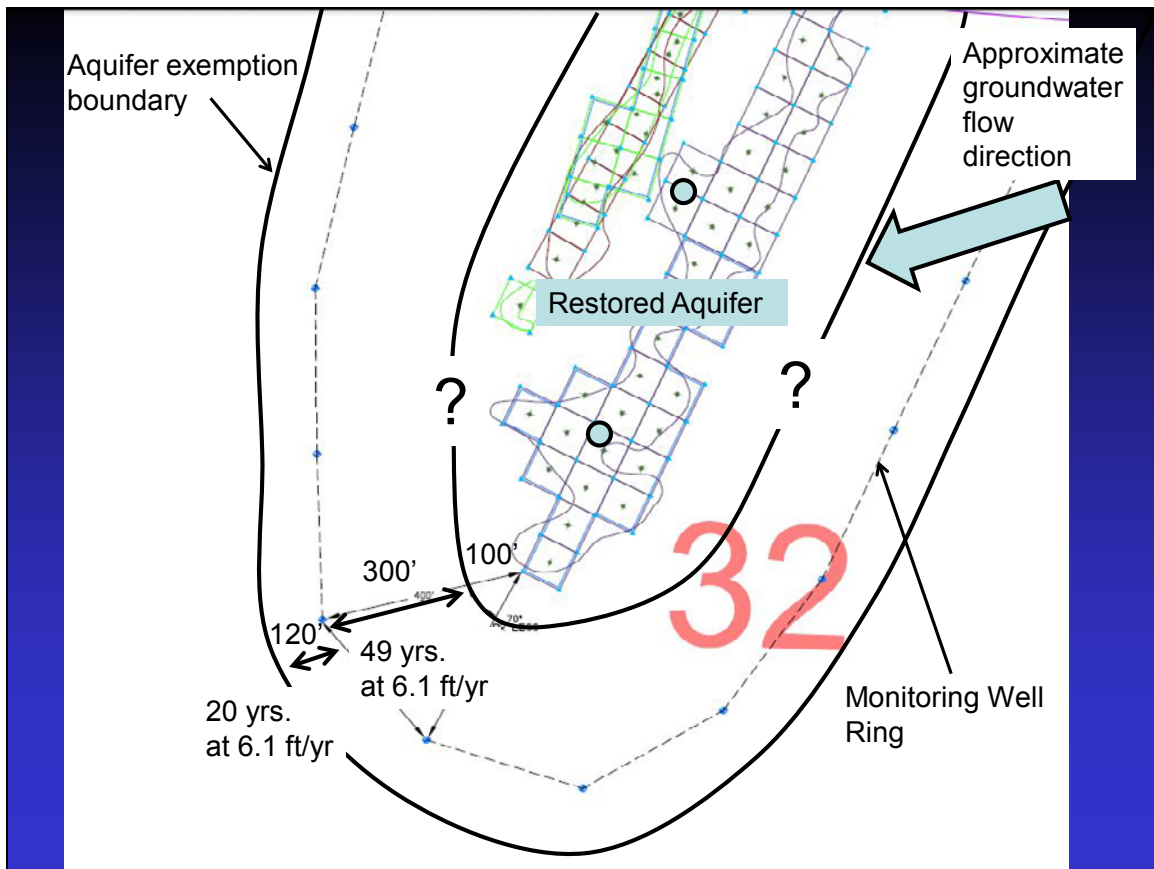 Aquifer exemption
boundary
Approximate
groundwater
flow
direction
Restored Aquifer
?
?
32
100’
300’
400'
70°
120’
49 yrs.
at 6.1 ft/yr
20 yrs.
at 6.1 ft/yr
Monitoring Well
Ring